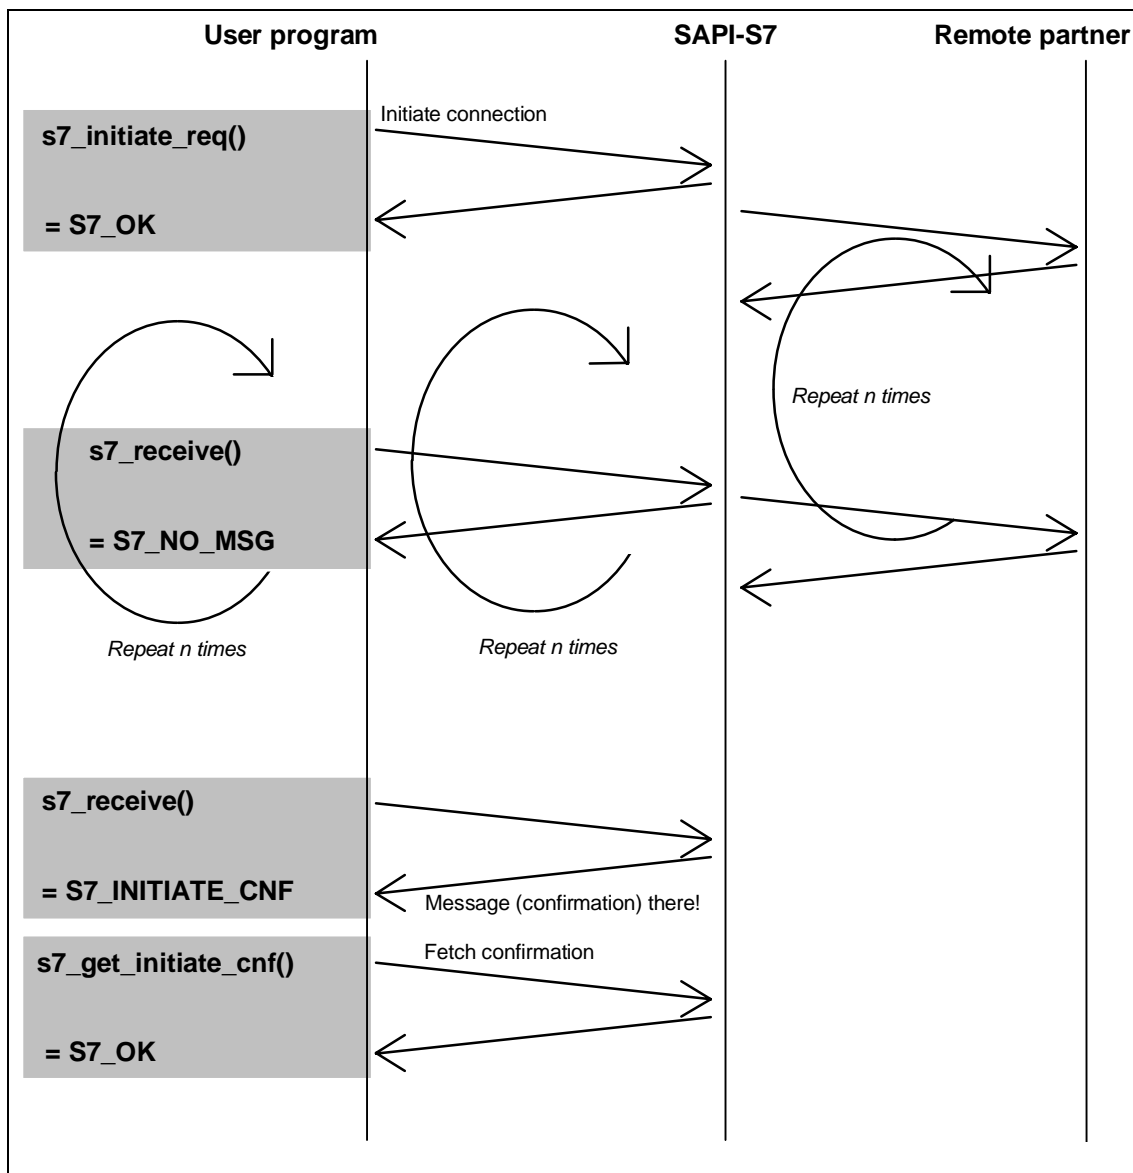 User program SAPI-S7 Remote partner
Initiate connection
s7_initiate_req()
= S7_OK
Repeat n times
s7_receive()
= S7_NO_MSG
Repeat n times
Repeat n times
s7_receive()
= S7_INITIATE_CNF
Message (confirmation) there!
Fetch confirmation
s7_get_initiate_cnf()
= S7_OK